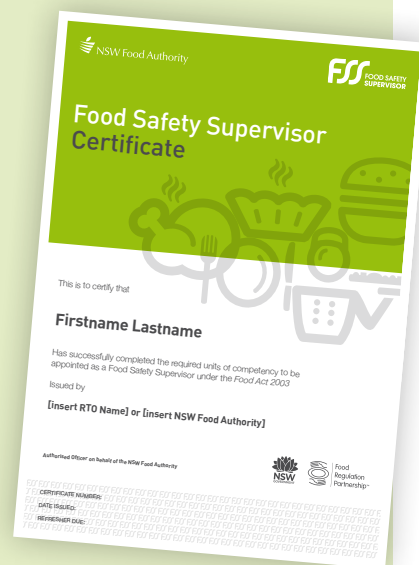 NSW Food Authority
FSS FOOD SAFETY
SUPERVISOR
Food Safety Supervisor
Certificate
This is to certify that
Firstname Lastname
Has successfully completed the required units of competency to be
appointed as a Food Safety Supervisor under the Food Act 2003
Issued by
[insert RTO Name] or [insert NSW Food Authority]
Authorised Officer on behalf of the NSW Food Authority
NSW
GOVERNMENT
Food
Regulation
Partnership
CERTIFICATE NUMBER:
DATE ISSUED:
REFRESHER DUE: